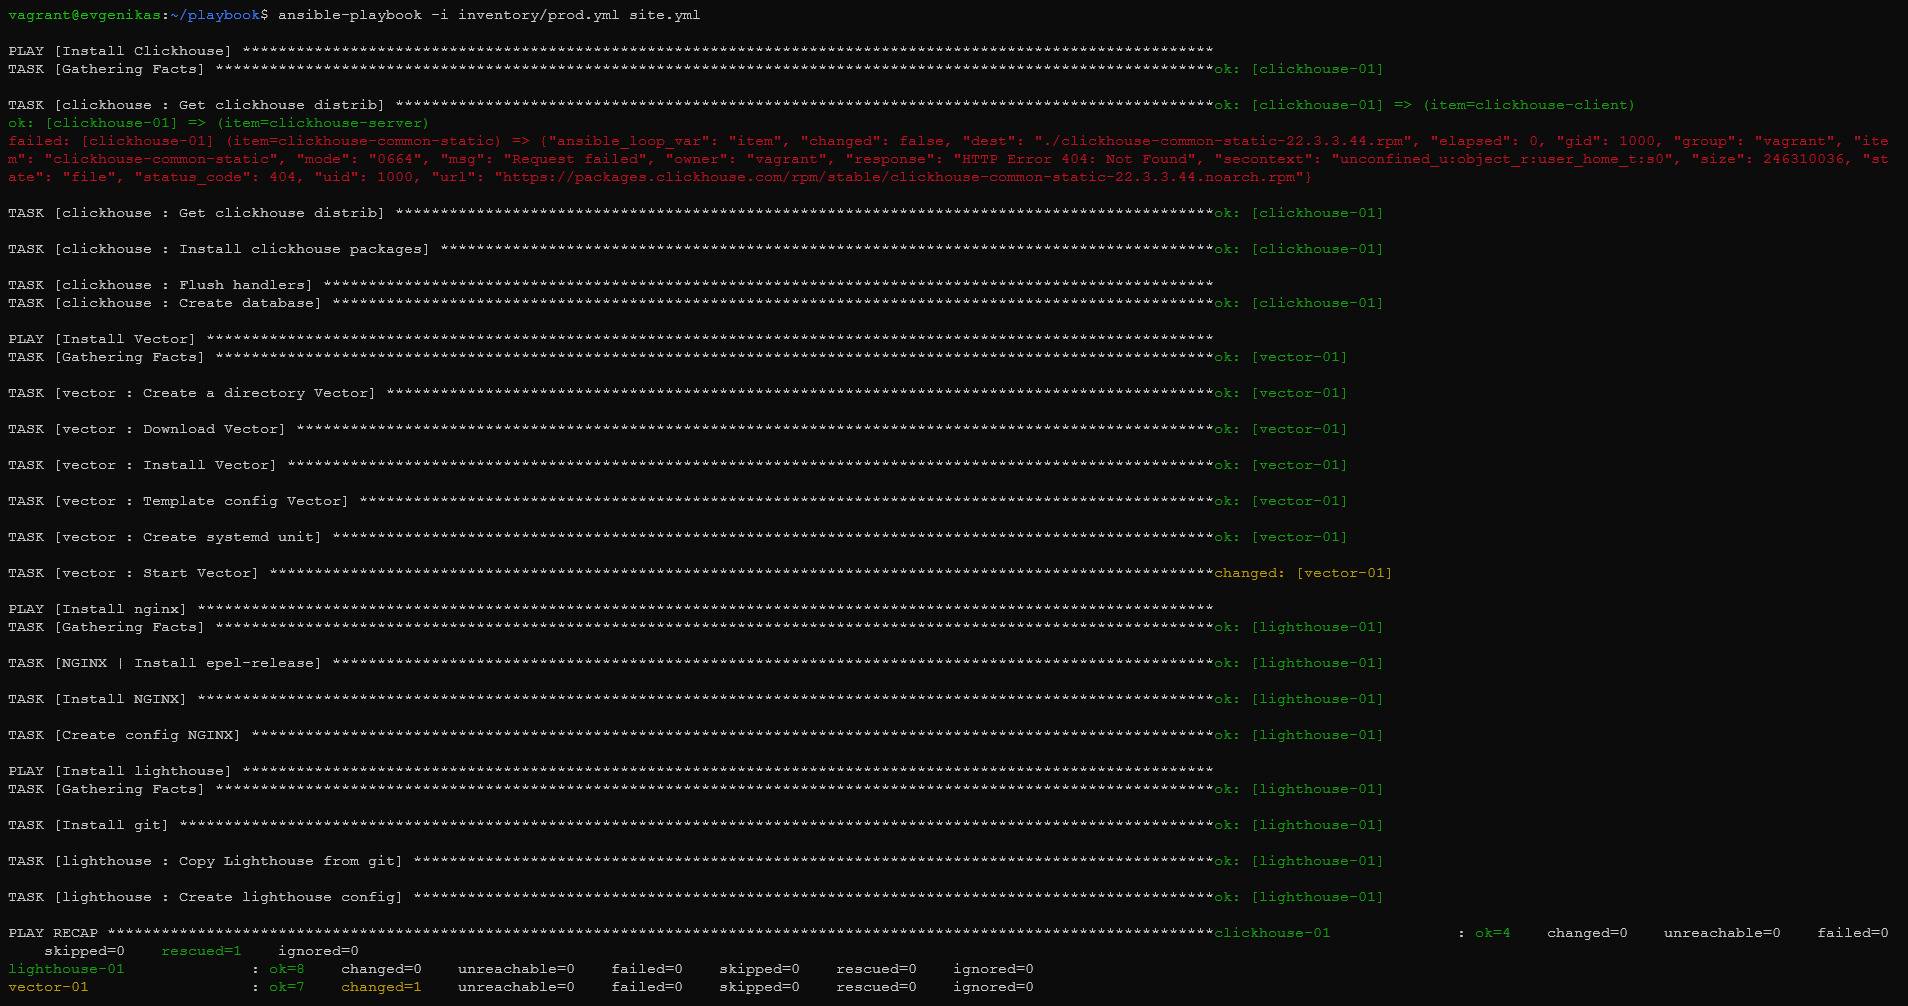 vagrant@evgenikas:~/playbook$ ansible-playbook -i inventory/prod.yml site.yml
PLAY [Install Clickhouse] ************************************************************************************************************
TASK [Gathering Facts] ***************************************************************************************************************ok: [clickhouse-01]
TASK [clickhouse : Get clickhouse distrib] *******************************************************************************************ok: [clickhouse-01] => (item=clickhouse-client)
ok: [clickhouse-01] => (item=clickhouse-server)
failed: [clickhouse-01] (item=clickhouse-common-static) => {"ansible_loop_var": "item", "changed": false, "dest": "./clickhouse-common-static-22.3.3.44.rpm", "elapsed": 0, "gid": 1000, "group": "vagrant", "ite
m": "clickhouse-common-static", "mode": "0664", "msg": "Request failed", "owner": "vagrant", "response": "HTTP Error 404: Not Found", "secontext": "unconfined_u:object_r:user_home_t:s0", "size": 246310036, "st
ate": "file", "status_code": 404, "uid": 1000, "url": "https://packages.clickhouse.com/rpm/stable/clickhouse-common-static-22.3.3.44.noarch.rpm"}
TASK [clickhouse : Get clickhouse distrib] *******************************************************************************************ok: [clickhouse-01]
TASK [clickhouse : Install clickhouse packages] **************************************************************************************ok: [clickhouse-01]
TASK [clickhouse : Flush handlers] ***************************************************************************************************
TASK [clickhouse : Create database] **************************************************************************************************ok: [clickhouse-01]
PLAY [Install Vector] ****************************************************************************************************************
TASK [Gathering Facts] ***************************************************************************************************************ok: [vector-01]
TASK [vector : Create a directory Vector] ********************************************************************************************ok: [vector-01]
TASK [vector : Download Vector] ******************************************************************************************************ok: [vector-01]
TASK [vector : Install Vector] *******************************************************************************************************ok: [vector-01]
TASK [vector : Template config Vector] ***********************************************************************************************ok: [vector-01]
TASK [vector : Create systemd unit] **************************************************************************************************ok: [vector-01]
TASK [vector : Start Vector] *********************************************************************************************************changed: [vector-01]
PLAY [Install nginx] *****************************************************************************************************************
TASK [Gathering Facts] ***************************************************************************************************************ok: [lighthouse-01]
TASK [NGINX | Install epel-release] **************************************************************************************************ok: [lighthouse-01]
TASK [Install NGINX] *****************************************************************************************************************ok: [lighthouse-01]
TASK [Create config NGINX] ***********************************************************************************************************ok: [lighthouse-01]
PLAY [Install lighthouse] ************************************************************************************************************
TASK [Gathering Facts] ***************************************************************************************************************ok: [lighthouse-01]
TASK [Install git] *******************************************************************************************************************ok: [lighthouse-01]
TASK [lighthouse : Copy Lighthouse from git] *****************************************************************************************ok: [lighthouse-01]
TASK [lighthouse : Create lighthouse config] *****************************************************************************************ok: [lighthouse-01]
PLAY RECAP ***************************************************************************************************************************clickhouse-01              : ok=4    changed=0    unreachable=0    failed=0
    skipped=0    rescued=1    ignored=0
lighthouse-01              : ok=8    changed=0    unreachable=0    failed=0    skipped=0    rescued=0    ignored=0
vector-01                  : ok=7    changed=1    unreachable=0    failed=0    skipped=0    rescued=0    ignored=0